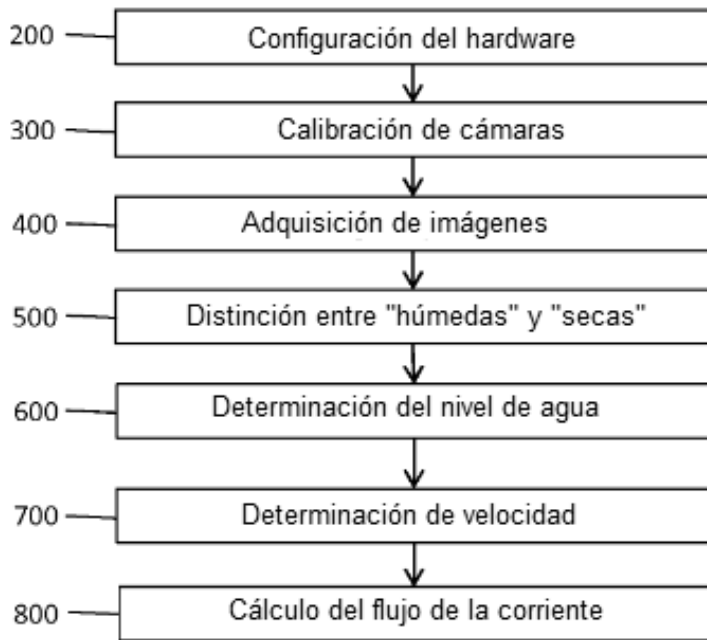 200 Configuración del hardware
300 Calibración de cámaras
400 Adquisición de imágenes
500 Distinción entre "húmedas" y "secas"
600 Determinación del nivel de agua
700 Determinación de velocidad
800 Cálculo del flujo de la corriente